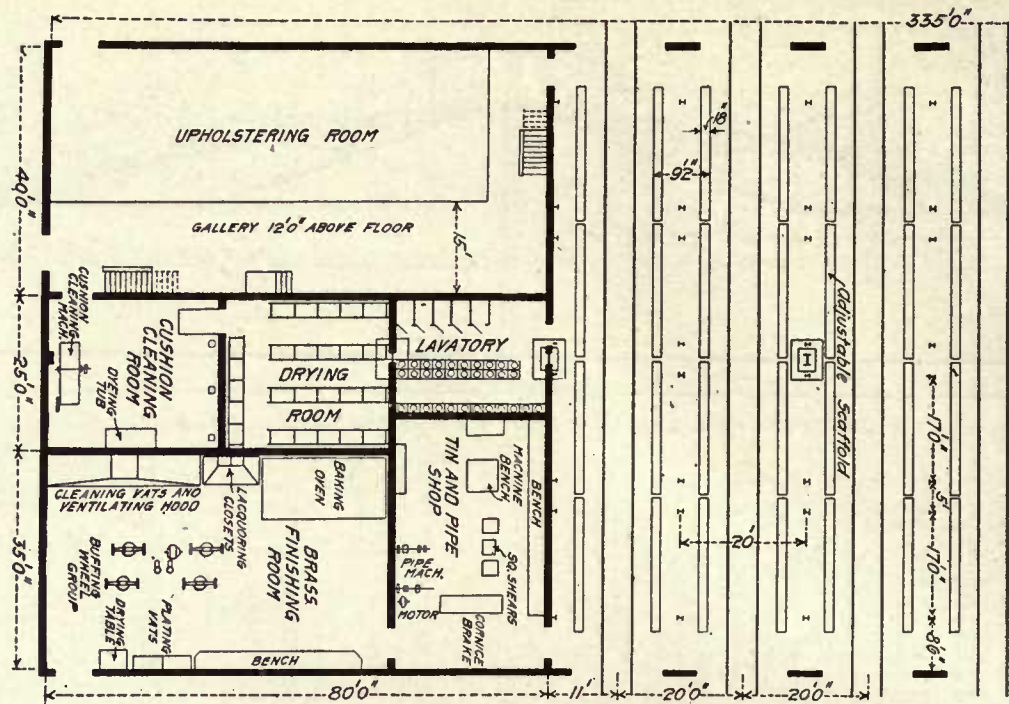 335'0"
UPHOLSTERING ROOM
GALLERY 12'0" ABOVE FLOOR
15'
40'0"
25'0"
35'0"
CUSHION
CLEANING
MACH.
CUSHION
CLEANING
ROOM
DYEING
TUB
DRYING
ROOM
LAVATORY
CLEANING VATS AND
VENTILATING HOOD
LACQUORING
CLOSETS
BAKING
OVEN
BRASS
FINISHING
ROOM
BUFFING
WHEEL
GROUP
DRYING
TABLE
PLATING
VATS
BENCH
TIN AND PIPE
SHOP
MACHINE
BENCH
BENCH
SQ. SHEARS
PIPE
MACH.
MOTOR
CORNICE
BRAKE
18"
92"
Adjustable Scaffold
20'
17'0"
5'
17'0"
8'6"
80'0"
11'
20'0"
20'0"